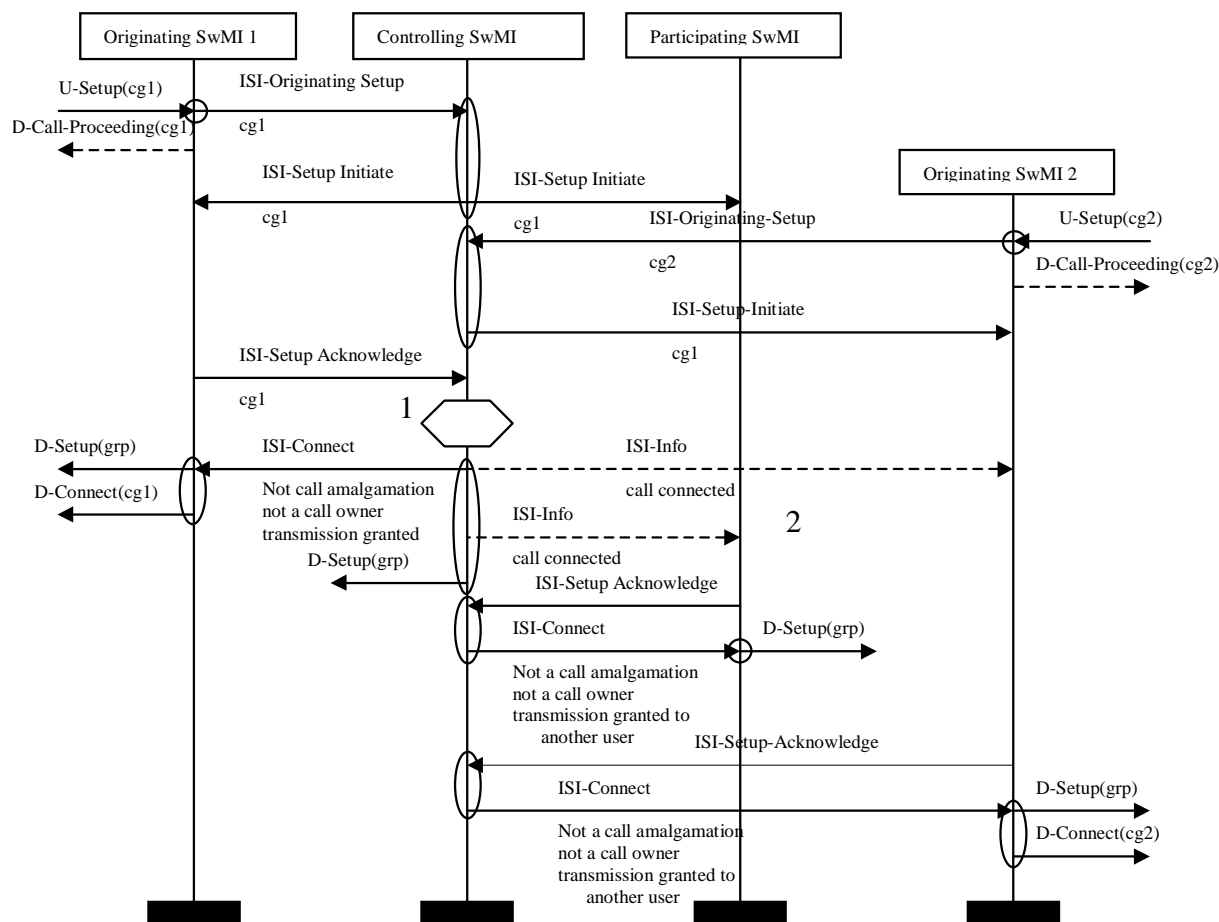 Originating SwMI 1
Controlling SwMI
Participating SwMI
ISI-Originating Setup
U-Setup(cg1)
cg1
D-Call-Proceeding(cg1)
ISI-Setup Initiate
ISI-Setup Initiate
Originating SwMI 2
cg1
cg1
ISI-Originating-Setup
U-Setup(cg2)
cg2
D-Call-Proceeding(cg2)
ISI-Setup-Initiate
cg1
ISI-Setup Acknowledge
cg1
1
D-Setup(grp)
ISI-Connect
ISI-Info
D-Connect(cg1)
Not call amalgamation
not a call owner
transmission granted
call connected
ISI-Info
2
call connected
D-Setup(grp)
ISI-Setup Acknowledge
ISI-Connect
D-Setup(grp)
Not a call amalgamation
not a call owner
transmission granted to
another user
ISI-Setup-Acknowledge
ISI-Connect
D-Setup(grp)
Not a call amalgamation
not a call owner
transmission granted to
another user
D-Connect(cg2)